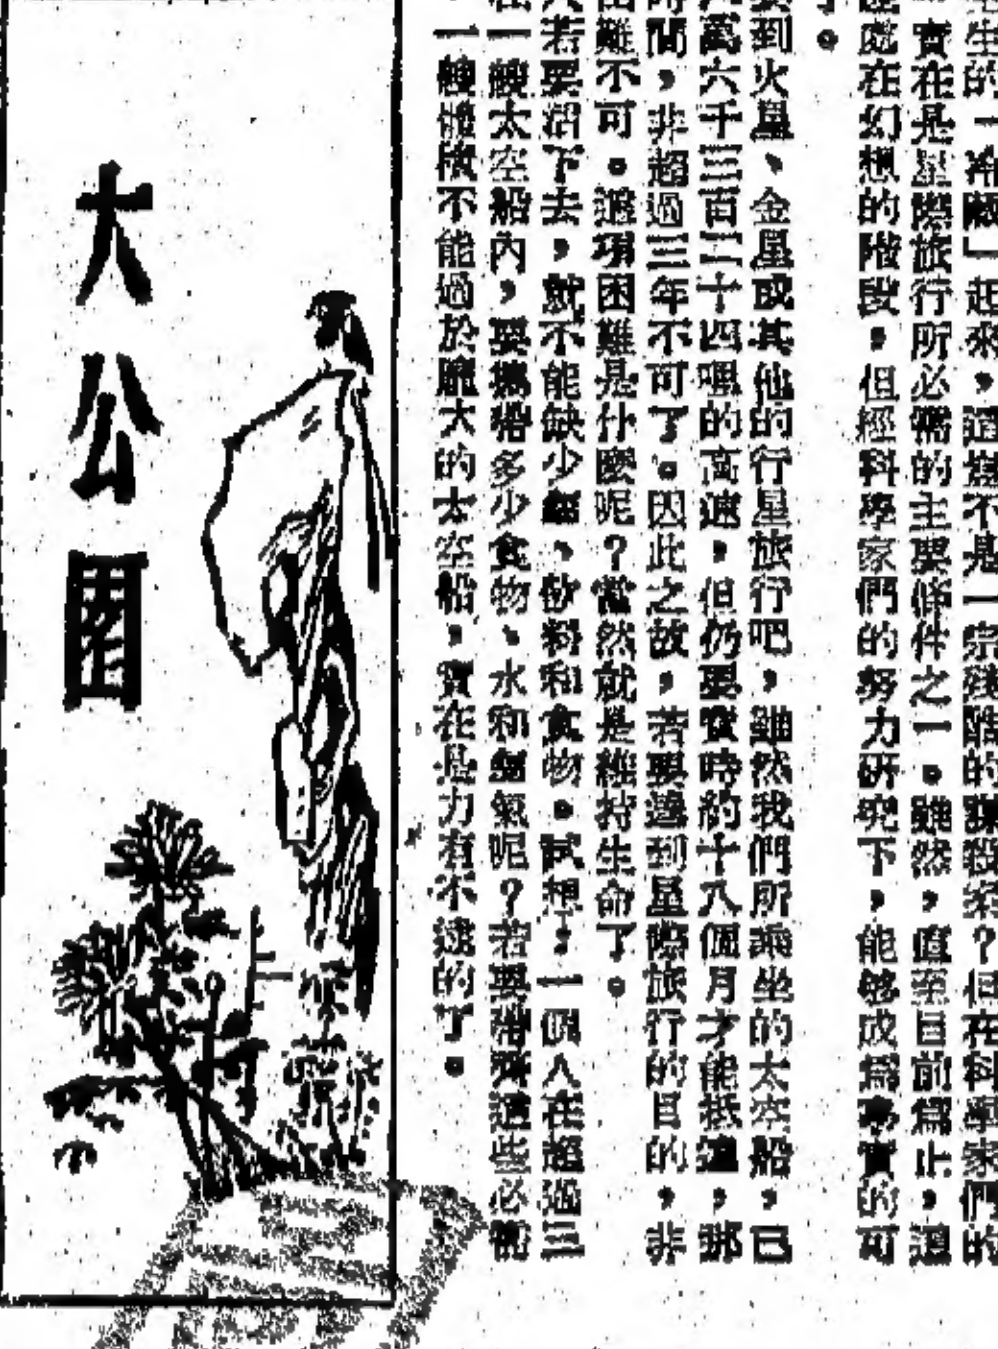 生的「冷藏」起來，這豈不是一宗殘酷的謀殺案？但在科學家們的
，實在是星際旅行所必需的主要條件之一。雖然，直至目前爲止，這
處在幻想的階段，但經科學家們的努力研究下，能够成爲事實的可
。
到火星、金星或其他的行星旅行吧，雖然我們所乘坐的太空船，已
萬六千三百二十四哩的高速，但仍要費時約十八個月才能抵達，那
時間，非超過三年不可了。因此之故，若要達到星際旅行的目的，非
難不可。這項困難是什麼呢？當然就是維持生命了。
人若要活下去，就不能缺少氧、飲料和食物。試想，一個人在超過三
在一艘太空船內，要攜帶多少食物、水和氧氣呢？若要帶齊這些必需
，一艘體積不能過於龐大的太空船，實在是力有不逮的了。
大公園